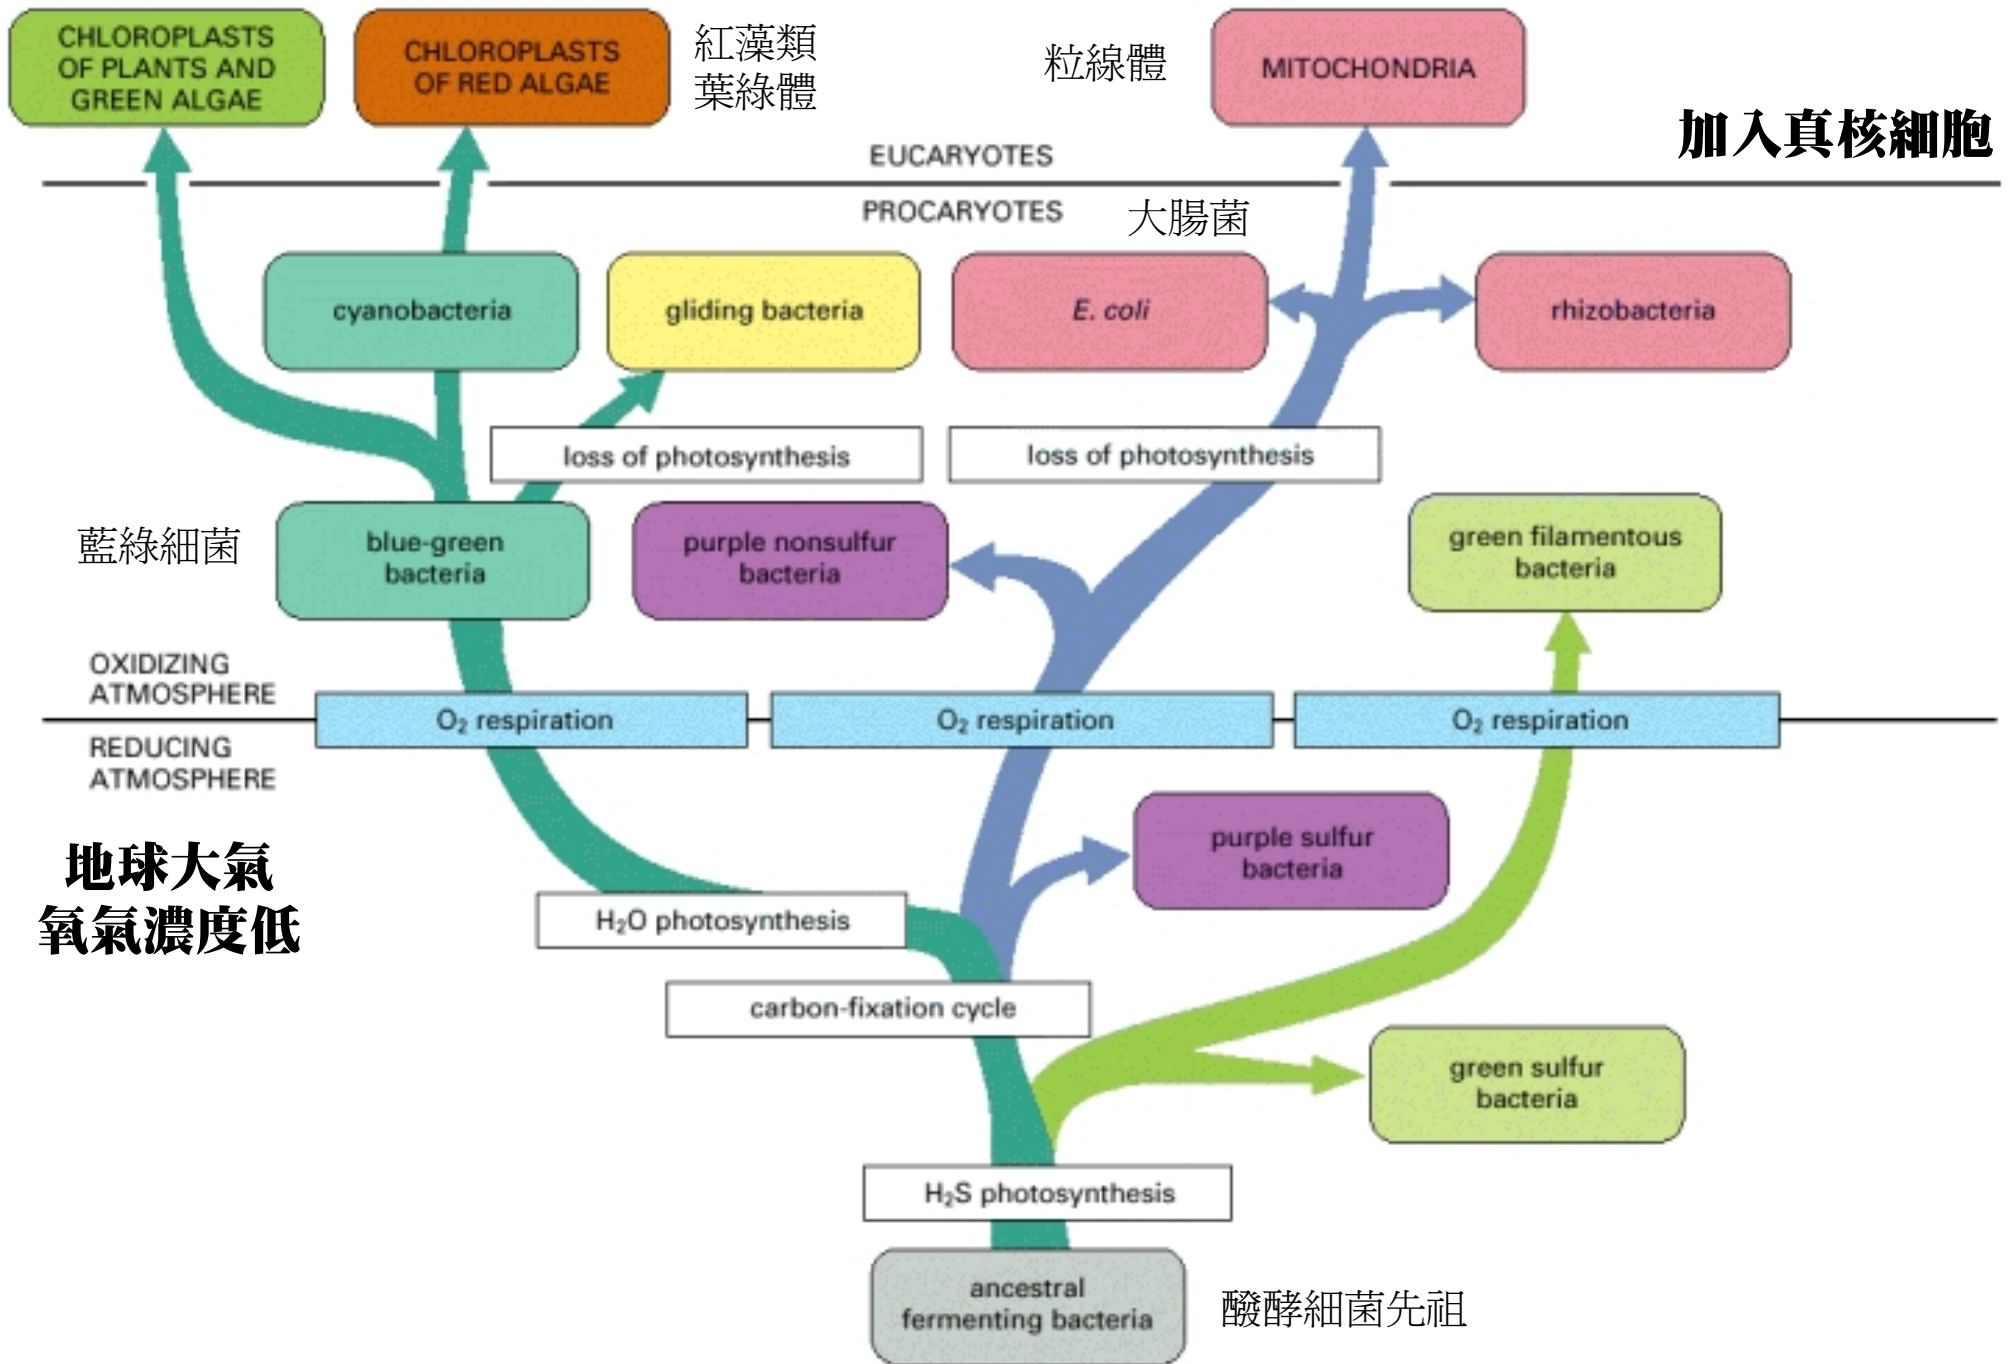 CHLOROPLASTS
OF PLANTS AND
GREEN ALGAE
CHLOROPLASTS
OF RED ALGAE
紅藻類
葉綠體
粒線體
MITOCHONDRIA
加入真核細胞
EUCARYOTES
PROCARYOTES
大腸菌
cyanobacteria
gliding bacteria
E. coli
rhizobacteria
loss of photosynthesis
loss of photosynthesis
藍綠細菌
blue-green
bacteria
purple nonsulfur
bacteria
green filamentous
bacteria
OXIDIZING
ATMOSPHERE
O₂ respiration
O₂ respiration
O₂ respiration
REDUCING
ATMOSPHERE
地球大氣
氧氣濃度低
purple sulfur
bacteria
H₂O photosynthesis
carbon-fixation cycle
green sulfur
bacteria
H₂S photosynthesis
ancestral
fermenting bacteria
醱酵細菌先祖